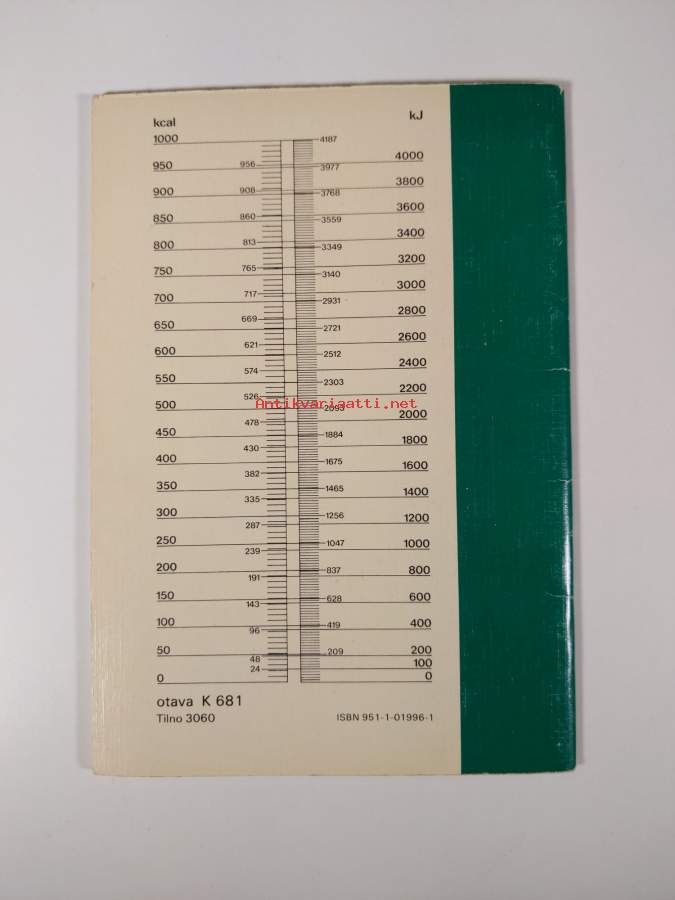 kcal kJ
1000 4187
4000
950 956 3977
3800
900 908 3768
3600
850 860 3559
3400
800 813 3349
3200
750 765 3140
3000
700 717 2931
2800
650 669 2721
2600
600 621 2512
2400
550 574 2303
2200
526
Antikvariaatti.net
500 2093
2000
450 478 1884
1800
400 430 1675
1600
350 382 1465
1400
300 335 1256
1200
250 287 1047
1000
200 239 837
800
150 191 628
600
100 143 419
400
50 96 209
200
48 100
24
0 0
otava K 681
Tilno 3060 ISBN 951-1-01996-1